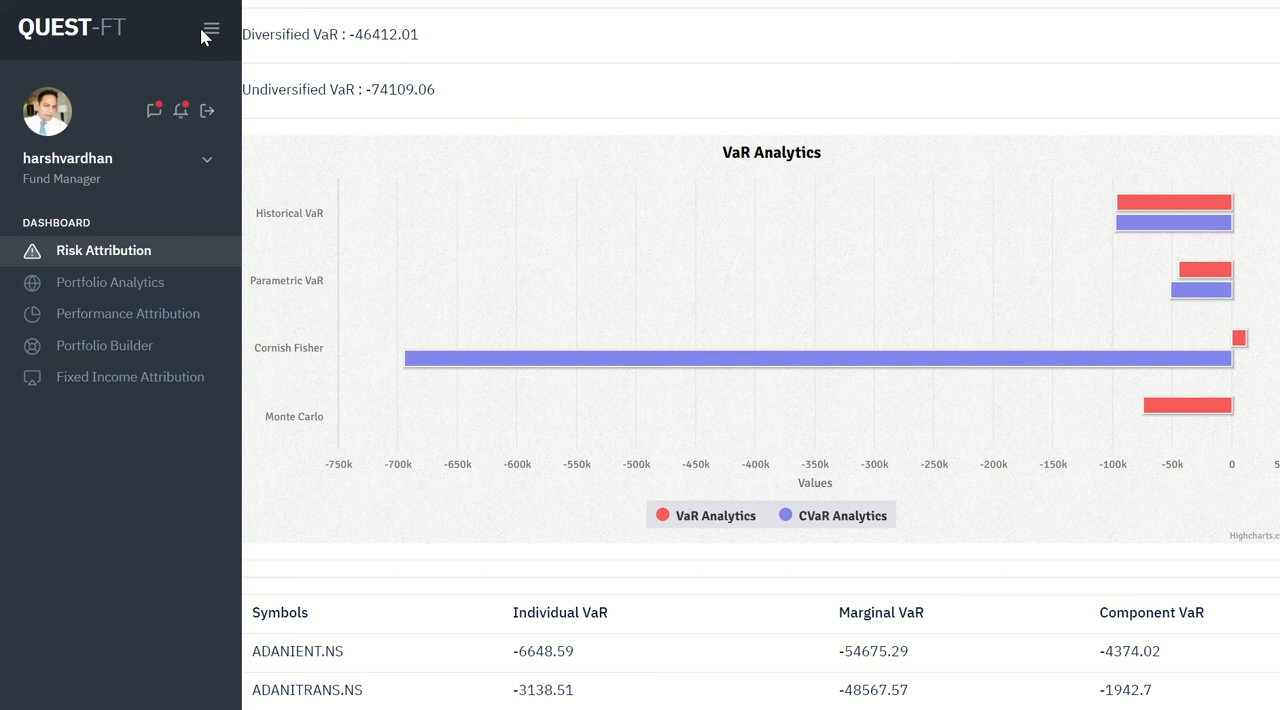 QUEST-FT
harshvardhan
Fund Manager
DASHBOARD
Risk Attribution
Portfolio Analytics
Performance Attribution
Portfolio Builder
Fixed Income Attribution
Diversified VaR : -46412.01
Undiversified VaR : -74109.06
VaR Analytics
Historical VaR
Parametric VaR
Cornish Fisher
Monte Carlo
-750k -700k -650k -600k -550k -500k -450k -400k -350k -300k -250k -200k -150k -100k -50k 0 5
Values
VaR Analytics CVaR Analytics
Highcharts.c
Symbols Individual VaR Marginal VaR Component VaR
ADANIENT.NS -6648.59 -54675.29 -4374.02
ADANITRANS.NS -3138.51 -48567.57 -1942.7